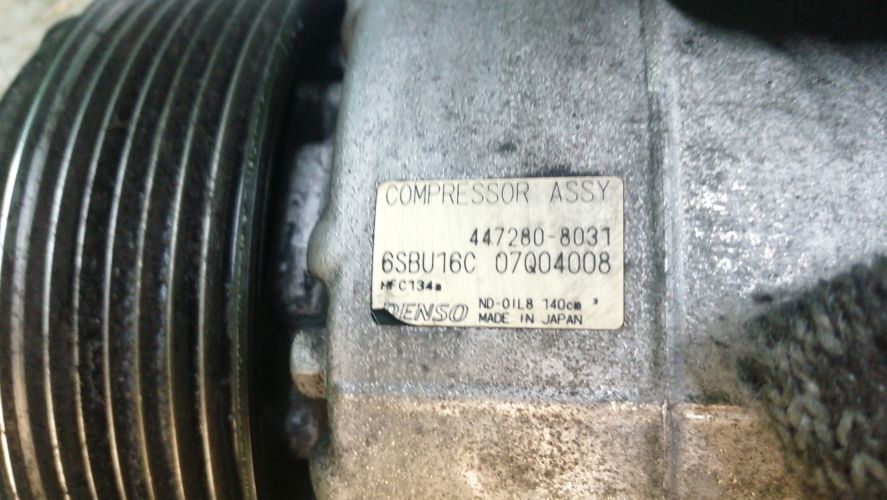 COMPRESSOR ASSY
447280-8031
6SBU16C 07Q04008
HFC134a
DENSO ND-OIL8 140cm³
MADE IN JAPAN